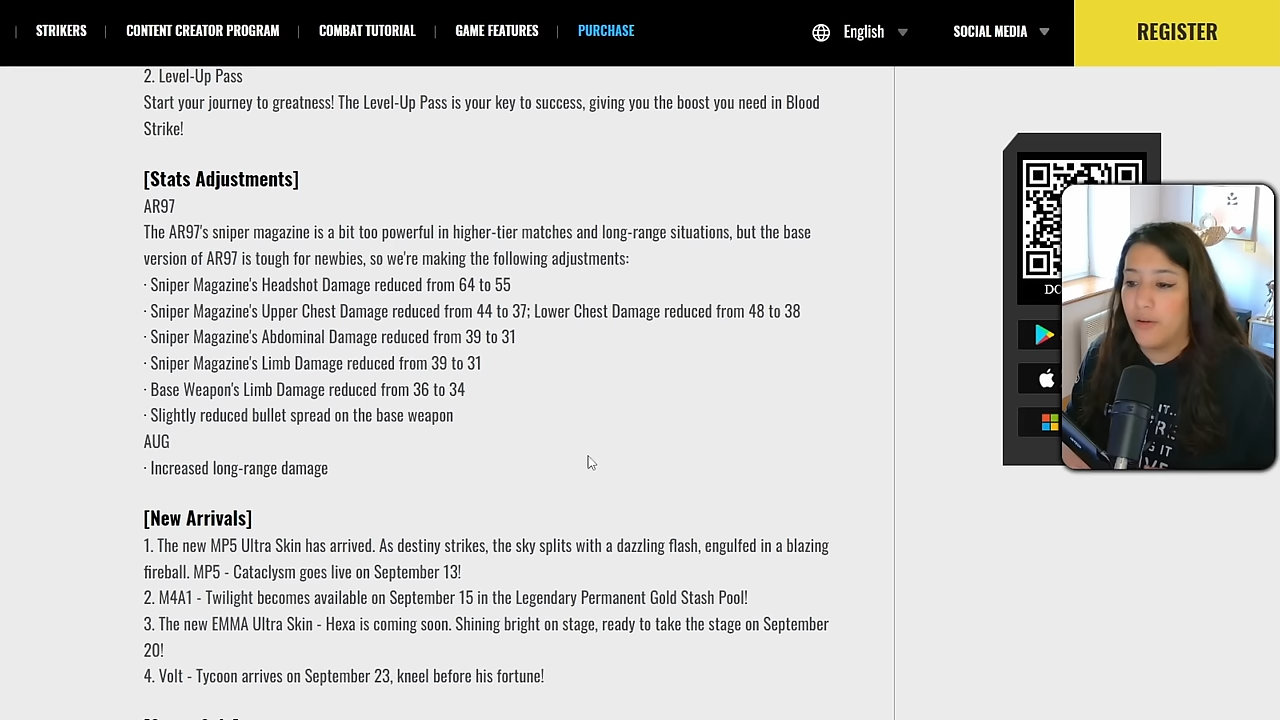 STRIKERS
CONTENT CREATOR PROGRAM
COMBAT TUTORIAL
GAME FEATURES
PURCHASE
English
SOCIAL MEDIA
REGISTER
2. Level-Up Pass
Start your journey to greatness! The Level-Up Pass is your key to success, giving you the boost you need in Blood
Strike!
[Stats Adjustments]
AR97
The AR97's sniper magazine is a bit too powerful in higher-tier matches and long-range situations, but the base
version of AR97 is tough for newbies, so we're making the following adjustments:
· Sniper Magazine's Headshot Damage reduced from 64 to 55
· Sniper Magazine's Upper Chest Damage reduced from 44 to 37; Lower Chest Damage reduced from 48 to 38
· Sniper Magazine's Abdominal Damage reduced from 39 to 31
· Sniper Magazine's Limb Damage reduced from 39 to 31
· Base Weapon's Limb Damage reduced from 36 to 34
· Slightly reduced bullet spread on the base weapon
AUG
· Increased long-range damage
[New Arrivals]
1. The new MP5 Ultra Skin has arrived. As destiny strikes, the sky splits with a dazzling flash, engulfed in a blazing
fireball. MP5 - Cataclysm goes live on September 13!
2. M4A1 - Twilight becomes available on September 15 in the Legendary Permanent Gold Stash Pool!
3. The new EMMA Ultra Skin - Hexa is coming soon. Shining bright on stage, ready to take the stage on September
20!
4. Volt - Tycoon arrives on September 23, kneel before his fortune!